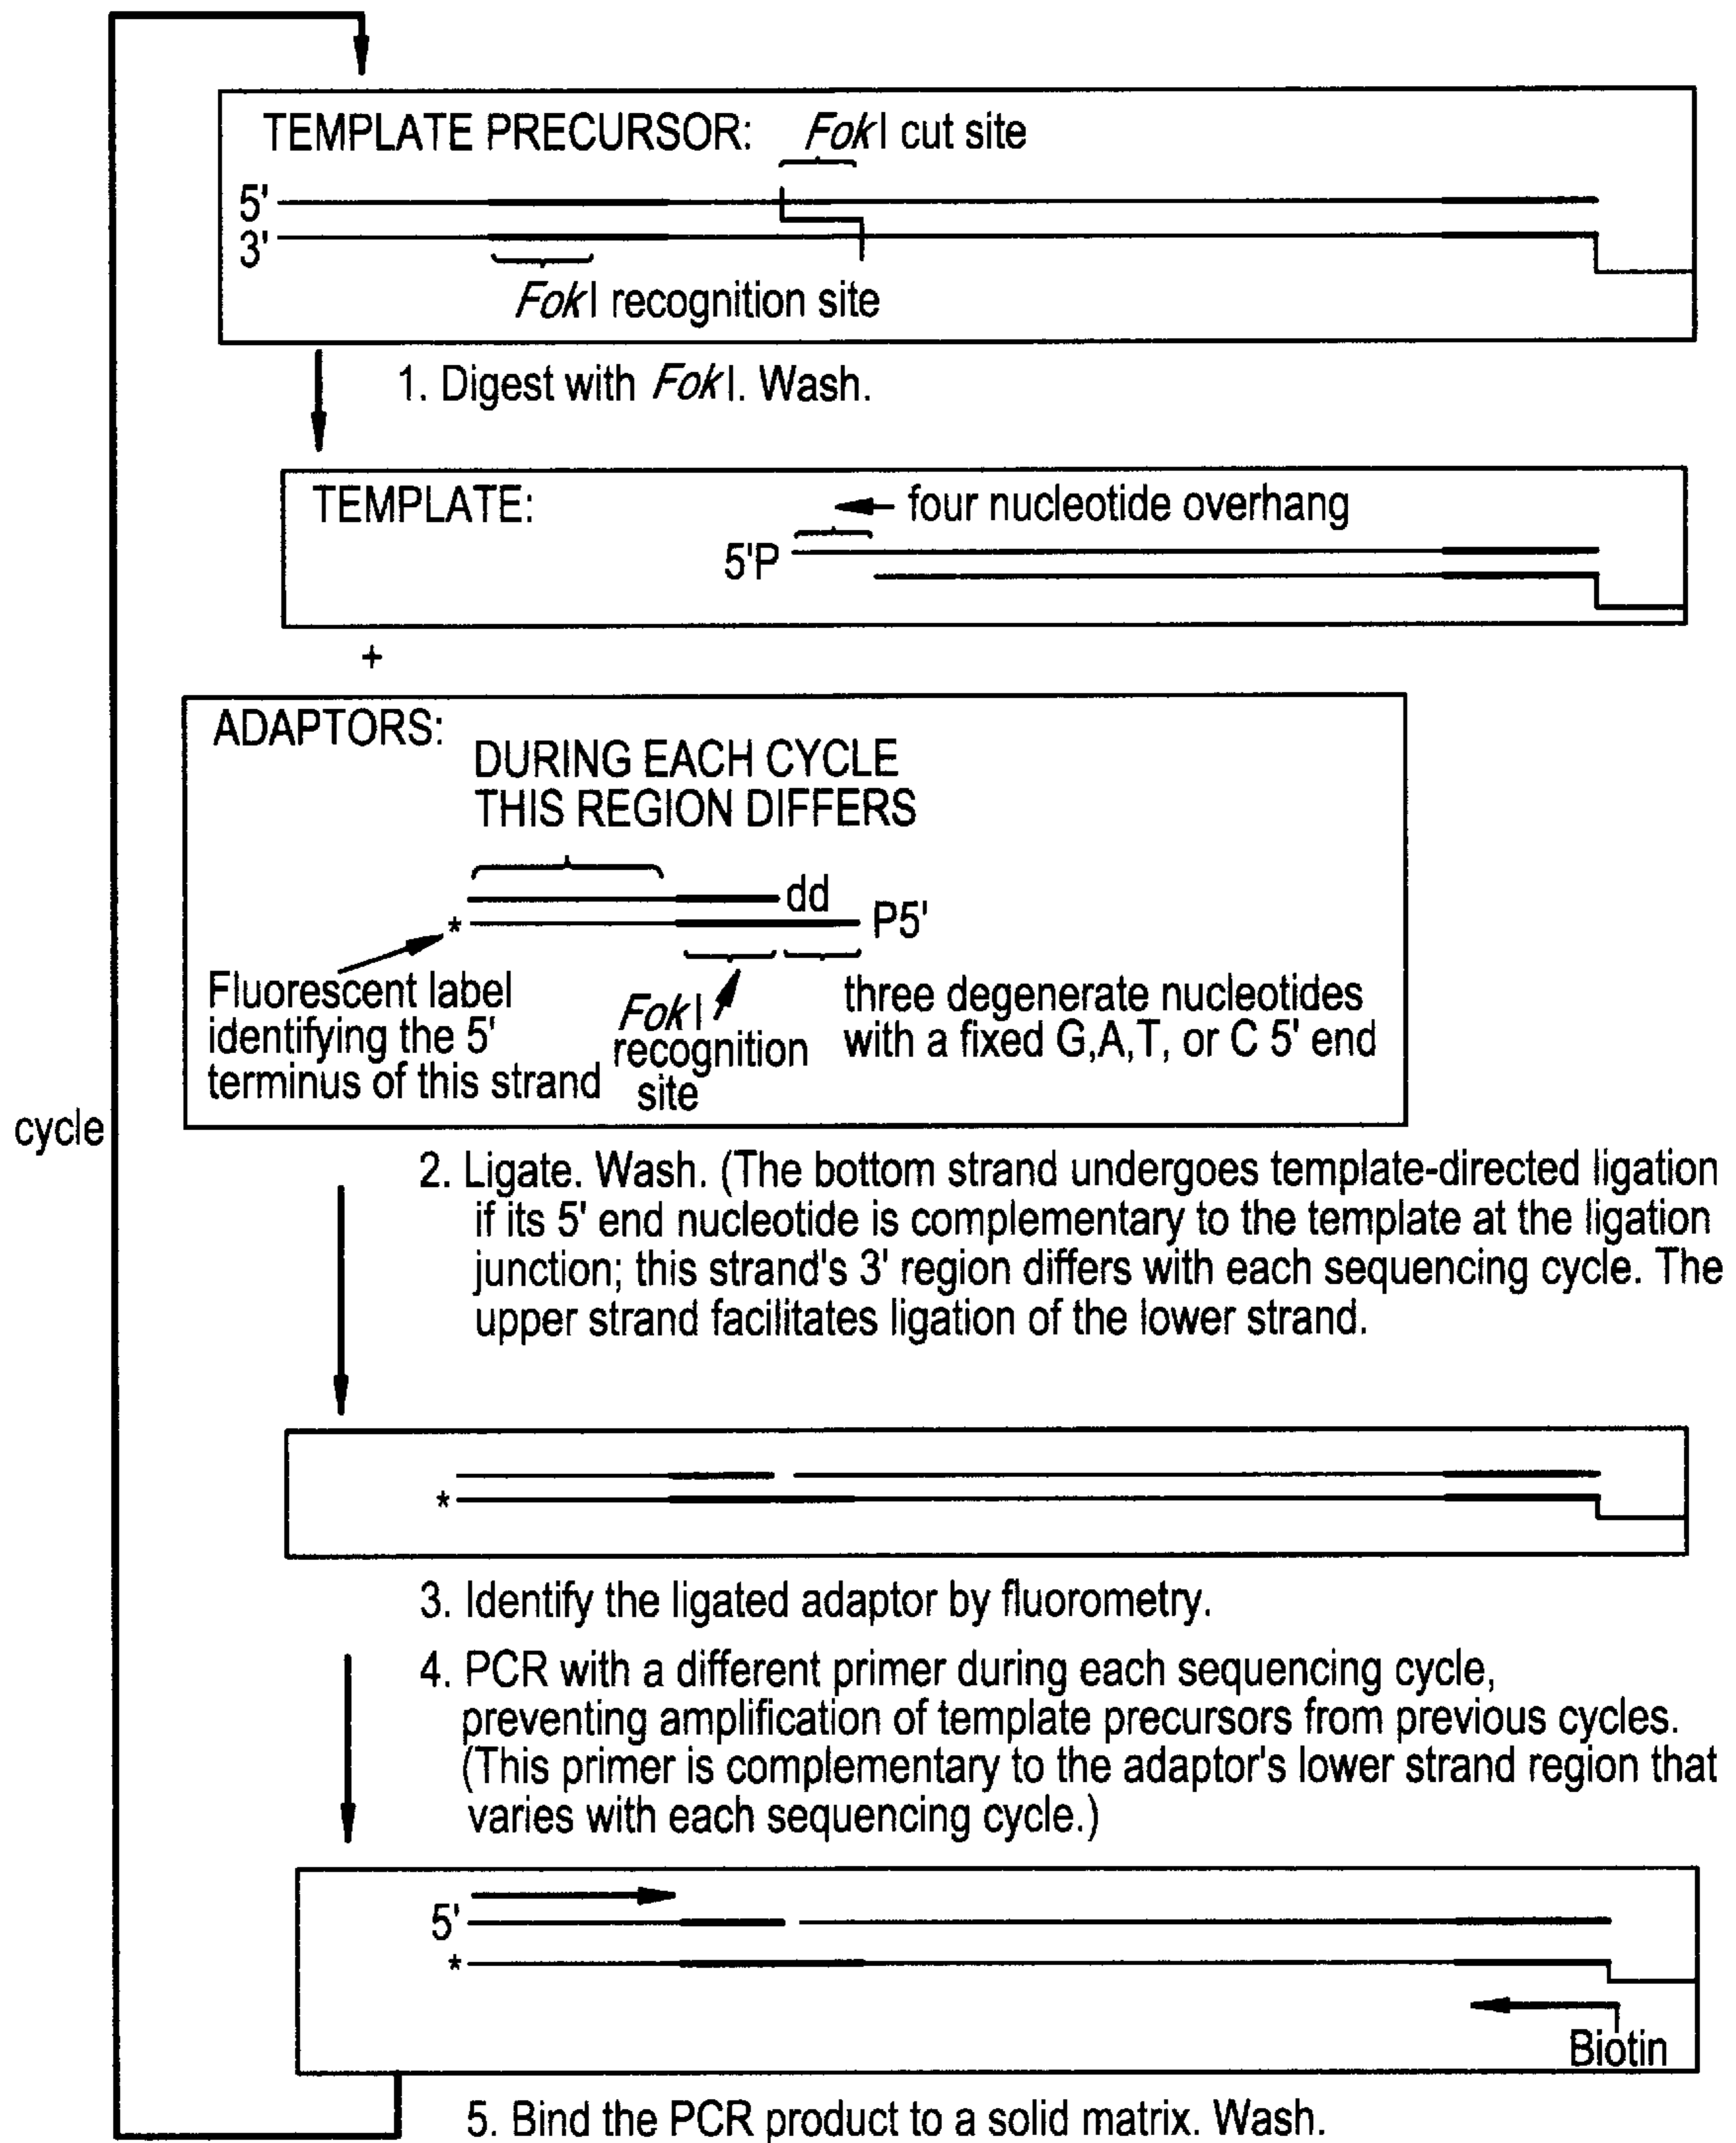 TEMPLATE PRECURSOR: FokI cut site
5'
3'
FokI recognition site
1. Digest with FokI. Wash.
TEMPLATE: four nucleotide overhang
5'P
+
ADAPTORS:
DURING EACH CYCLE
THIS REGION DIFFERS
dd
* P5'
Fluorescent label
identifying the 5'
terminus of this strand
FokI
recognition
site
three degenerate nucleotides
with a fixed G,A,T, or C 5' end
cycle
2. Ligate. Wash. (The bottom strand undergoes template-directed ligation
if its 5' end nucleotide is complementary to the template at the ligation
junction; this strand's 3' region differs with each sequencing cycle. The
upper strand facilitates ligation of the lower strand.
*
3. Identify the ligated adaptor by fluorometry.
4. PCR with a different primer during each sequencing cycle,
preventing amplification of template precursors from previous cycles.
(This primer is complementary to the adaptor's lower strand region that
varies with each sequencing cycle.)
5'
*
Biotin
5. Bind the PCR product to a solid matrix. Wash.